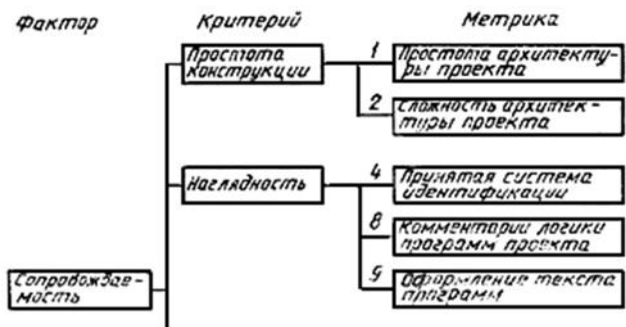 Фактор Критерий Метрика
Простота
конструкции
1 Простота архитекту-
ры проекта
2 Сложность архитек-
туры проекта
Наглядность
4 Принятая система
идентификации
8 Комментарии логики
программ проекта
9 Оформление текста
программ
Сопровождае-
мость